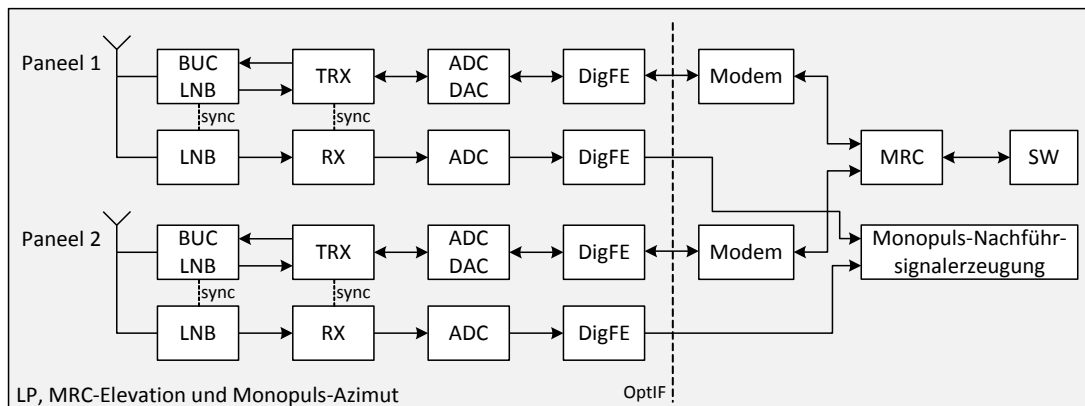 Paneel 1
BUC
LNB
TRX
ADC
DAC
DigFE
Modem
sync
sync
LNB
RX
ADC
DigFE
MRC
SW
Paneel 2
BUC
LNB
TRX
ADC
DAC
DigFE
Modem
Monopuls-Nachführ-
signalerzeugung
sync
sync
LNB
RX
ADC
DigFE
LP, MRC-Elevation und Monopuls-Azimut
OptIF